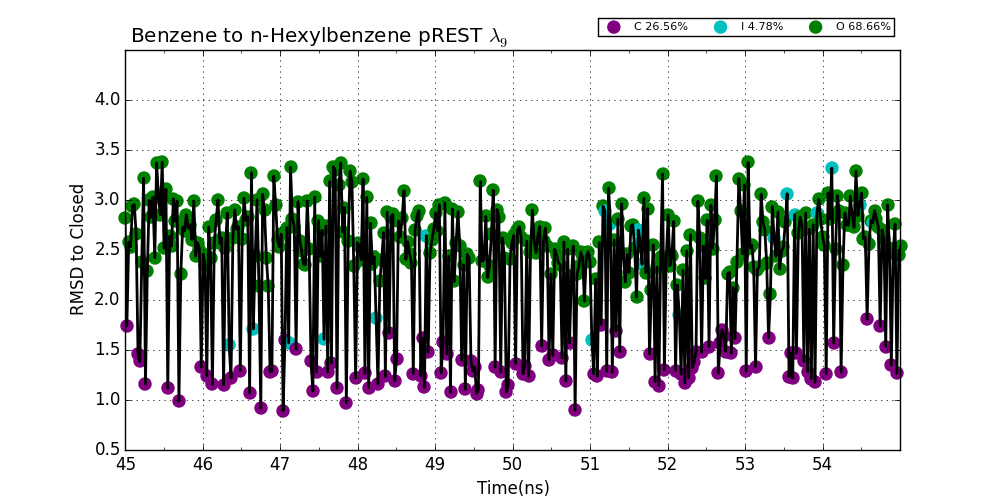 Benzene to n-Hexylbenzene pREST λ₉
C 26.56% I 4.78% O 68.66%
RMSD to Closed
4.0
3.5
3.0
2.5
2.0
1.5
1.0
0.5
45 46 47 48 49 50 51 52 53 54
Time(ns)